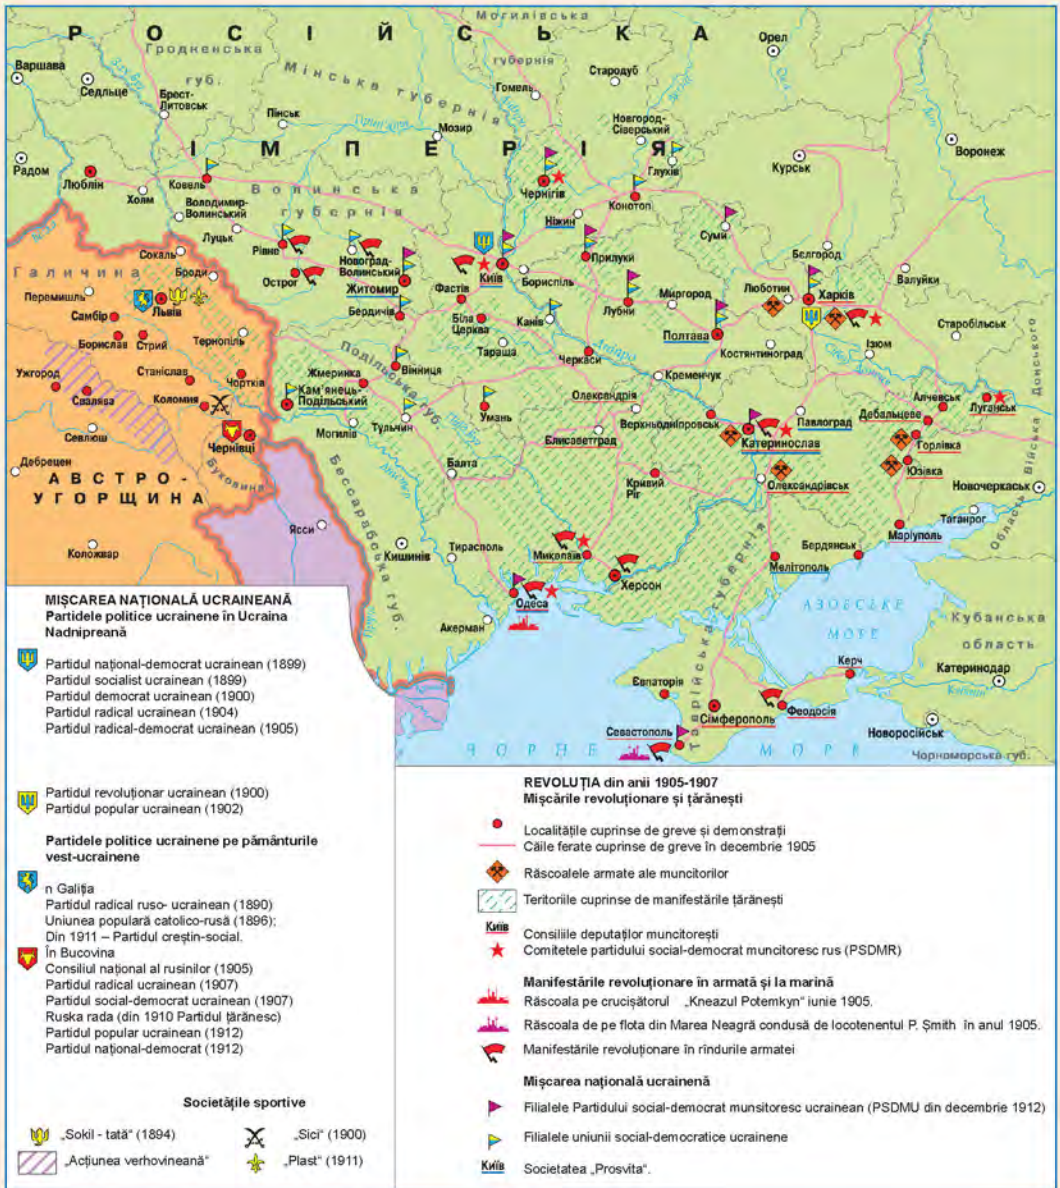 Могилівська
РОСІЙСЬКА
Гродненська
губ.
губернія
Орел
Варшава
Седльце
Мінська губернія
Стародуб
Гомель
Брест-
Литовськ
Пінськ
Мозир
Новгород-
Сіверський
ІМПЕРІЯ
Воронеж
Курськ
Радом
Люблін
Холм
Ковель
Волинська
губернія
Володимир-
Волинський
Луцьк
Чернігів
Глухів
Конотоп
Ніжин
Суми
Сокаль
Рівне
Новоград-
Волинський
Київ
Прилуки
Бєлгород
Галичина
Броди
Острог
Житомир
Бориспіль
Валуйки
Перемишль
Львів
Фастів
Лубни
Миргород
Люботин
Харків
Самбір
Бердичів
Біла
Церква
Канів
Полтава
Старобільськ
Борислав
Стрий
Тернопіль
Тараща
Костянтиноград
Ізюм
Ужгород
Станіслав
Чортків
Подільська губ.
Жмеринка
Вінниця
Черкаси
Дніпро
Кременчук
Свалява
Коломия
Кам'янець-
Подільський
Умань
Олександрія
Верхньодніпровськ
Павлоград
Алчевськ
Дебальцеве
Луганськ
Севлюш
Чернівці
Могилів
Тульчин
Єлисаветград
Катеринослав
Горлівка
Дебрецен
Буковина
Балта
Кривий
Ріг
Олександрівськ
Юзівка
Новочеркаськ
АВСТРО-
УГОРЩИНА
Дністер
Таганрог
Область Війська Донського
Ясси
Бессарабська губ.
Кишинів
Тирасполь
Миколаїв
Херсон
Маріуполь
Бердянськ
Коложвар
Мелітополь
Одеса
Таврійська губернія
АЗОВСЬКЕ
МОРЕ
Кубанська
область
Акерман
Керч
Катеринодар
Кубань
Євпаторія
Сімферополь
Феодосія
Севастополь
Новоросійськ
ЧОРНЕ МОРЕ
Чорноморська губ.
MIȘCAREA NAȚIONALĂ UCRAINEANĂ
Partidele politice ucrainene în Ucraina
Nadnipreană
Partidul național-democrat ucrainean (1899)
Partidul socialist ucrainean (1899)
Partidul democrat ucrainean (1900)
Partidul radical ucrainean (1904)
Partidul radical-democrat ucrainean (1905)
Partidul revoluționar ucrainean (1900)
Partidul popular ucrainean (1902)
Partidele politice ucrainene pe pământurile
vest-ucrainene
n Galiția
Partidul radical ruso- ucrainean (1890)
Uniunea populară catolico-rusă (1896);
Din 1911 – Partidul creștin-social.
În Bucovina
Consiliul național al rusinilor (1905)
Partidul radical ucrainean (1907)
Partidul social-democrat ucrainean (1907)
Ruska rada (din 1910 Partidul țărănesc)
Partidul popular ucrainean (1912)
Partidul național-democrat (1912)
Societățile sportive
„Sokil - tată” (1894)
„Sici” (1900)
„Acțiunea verhovineană”
„Plast” (1911)
REVOLUȚIA din anii 1905-1907
Mișcările revoluționare și țărănești
Localitățile cuprinse de greve și demonstrații
Căile ferate cuprinse de greve în decembrie 1905
Răscoalele armate ale muncitorilor
Teritoriile cuprinse de manifestările țărănești
Київ Consiliile deputaților muncitorești
Comitetele partidului social-democrat muncitoresc rus (PSDMR)
Manifestările revoluționare în armată și la marină
Răscoala pe crucișătorul „Kneazul Potemkyn” iunie 1905.
Răscoala de pe flota din Marea Neagră condusă de locotenentul P. Șmith în anul 1905.
Manifestările revoluționare în rîndurile armatei
Mișcarea națională ucrainenă
Filialele Partidului social-democrat munsitoresc ucrainean (PSDMU din decembrie 1912)
Filialele uniunii social-democratice ucrainene
Київ Societatea „Prosvita”.